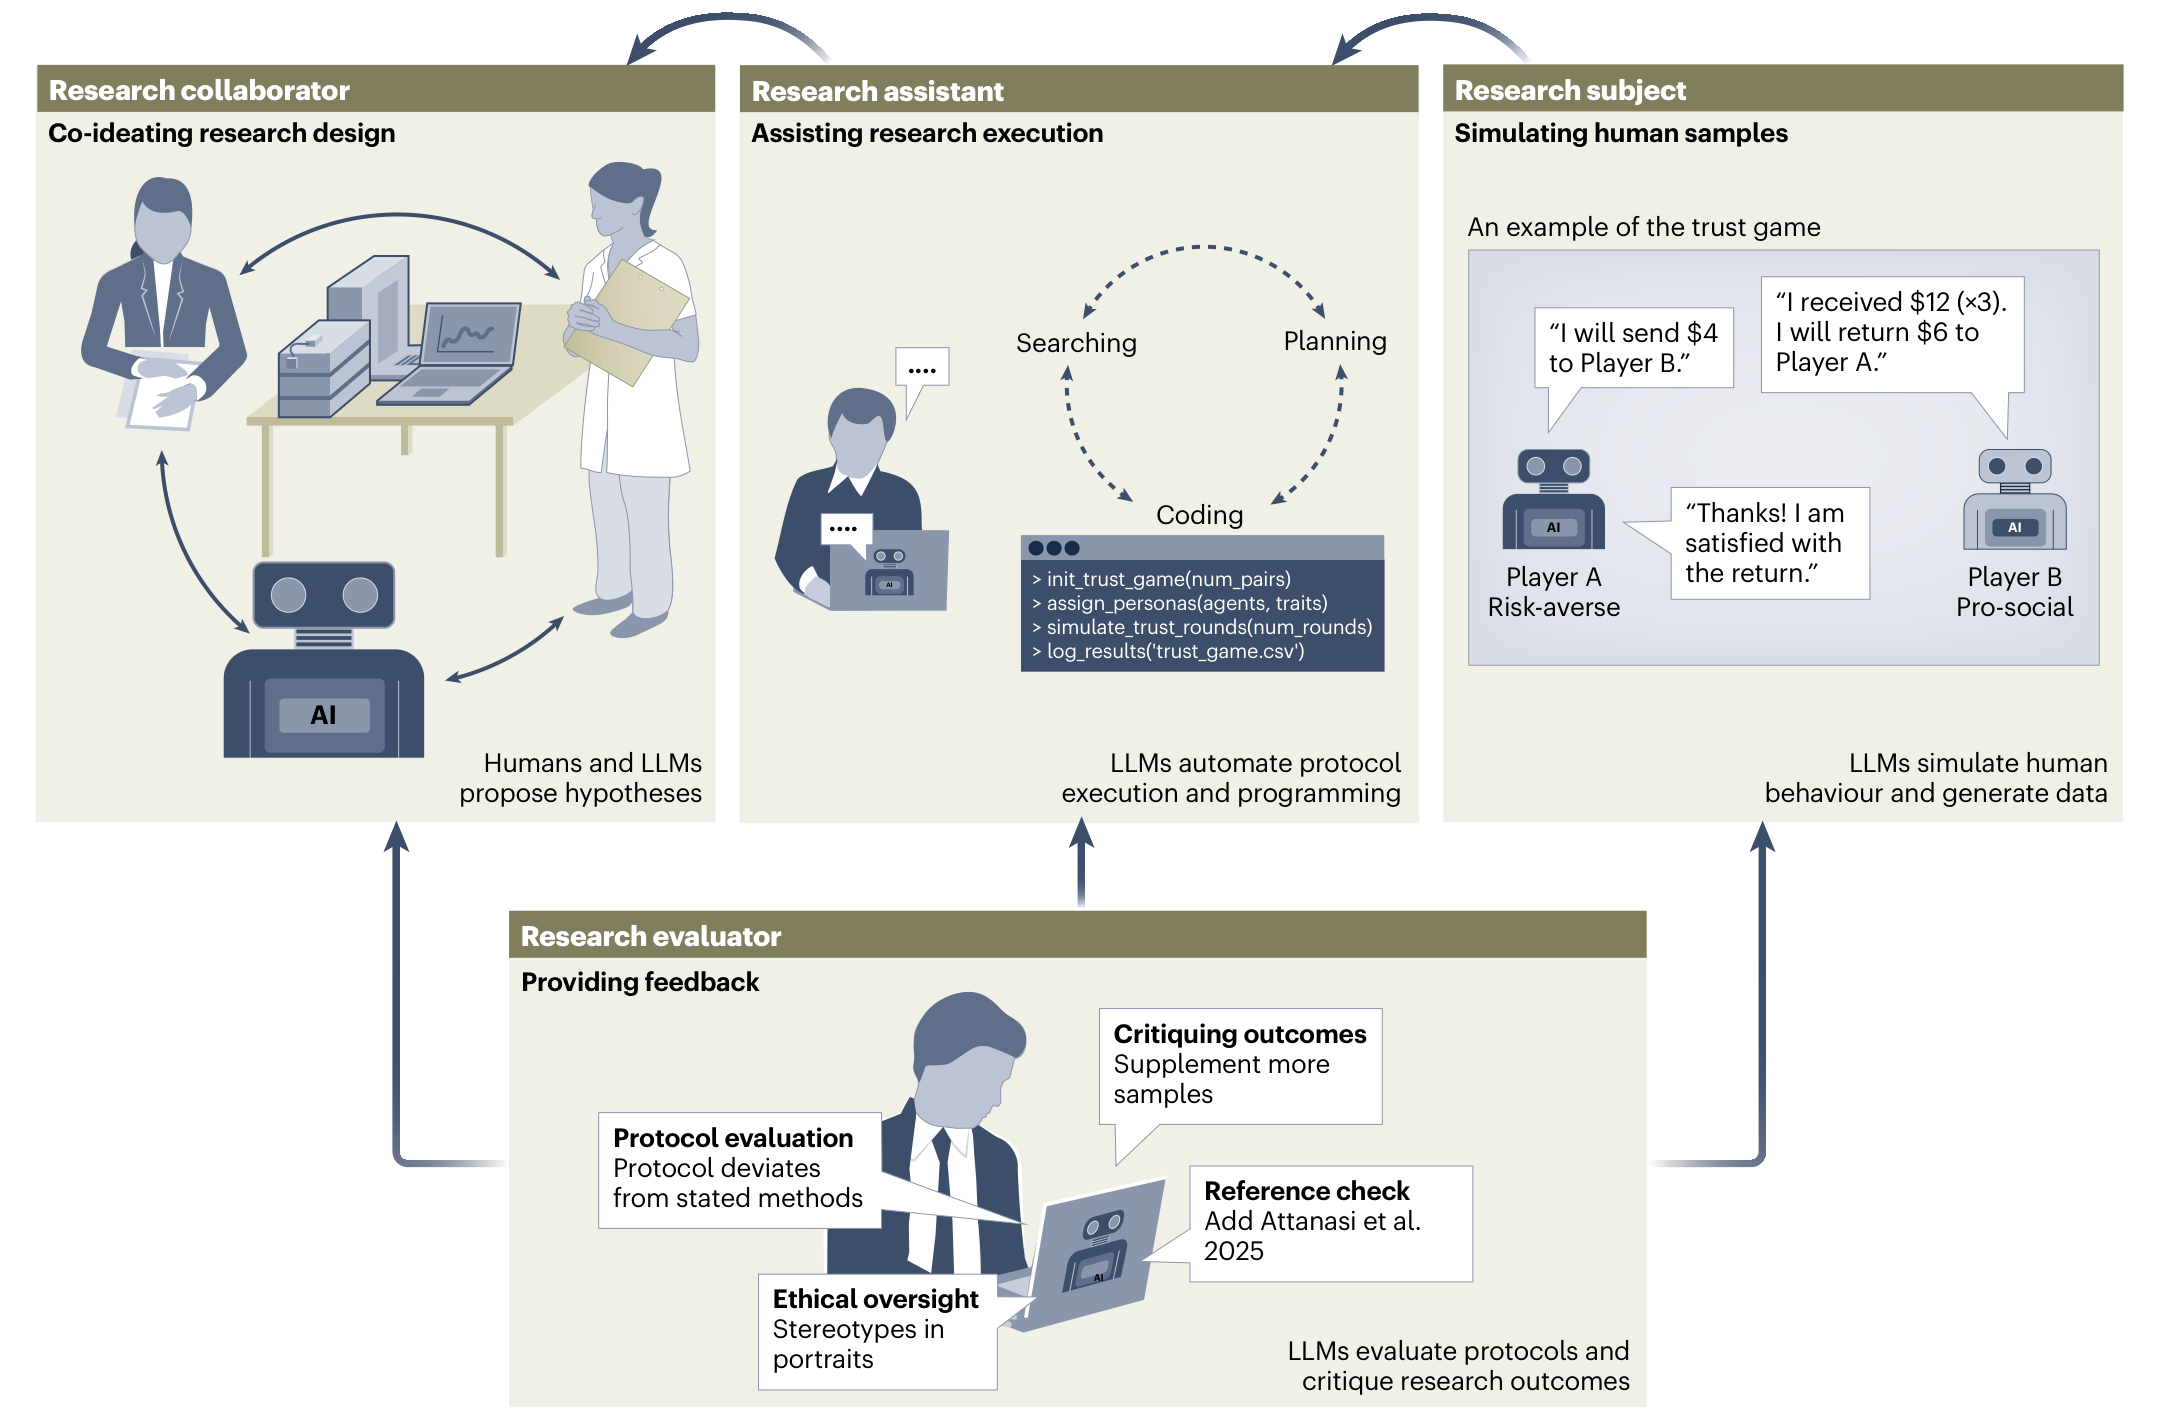 Research collaborator
Co-ideating research design
AI
Humans and LLMs
propose hypotheses
Research assistant
Assisting research execution
Searching
Planning
Coding
....
....
AI
> init_trust_game(num_pairs)
> assign_personas(agents, traits)
> simulate_trust_rounds(num_rounds)
> log_results('trust_game.csv')
LLMs automate protocol
execution and programming
Research subject
Simulating human samples
An example of the trust game
“I will send $4
to Player B.”
“I received $12 (×3).
I will return $6 to
Player A.”
AI
“Thanks! I am
satisfied with
the return.”
AI
Player A
Risk-averse
Player B
Pro-social
LLMs simulate human
behaviour and generate data
Research evaluator
Providing feedback
Critiquing outcomes
Supplement more
samples
Protocol evaluation
Protocol deviates
from stated methods
Reference check
Add Attanasi et al.
2025
AI
Ethical oversight
Stereotypes in
portraits
LLMs evaluate protocols and
critique research outcomes